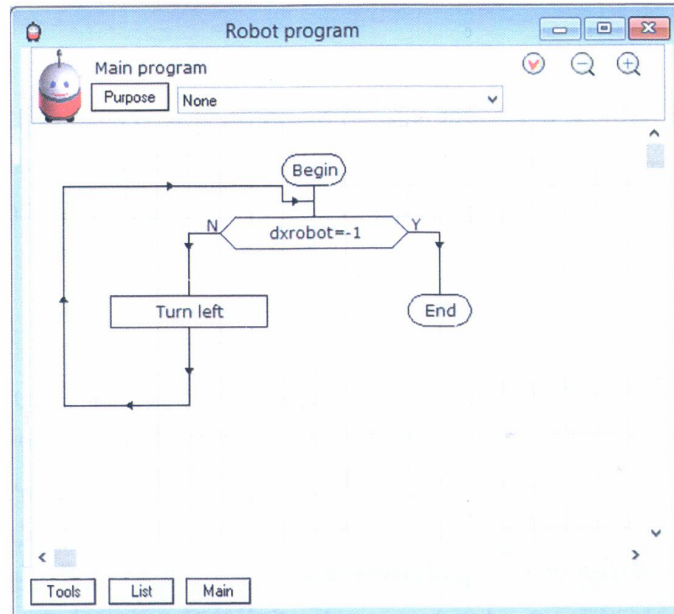 Robot program
Main program
Purpose None
Begin
N dxrobot=-1 Y
Turn left End
Tools List Main